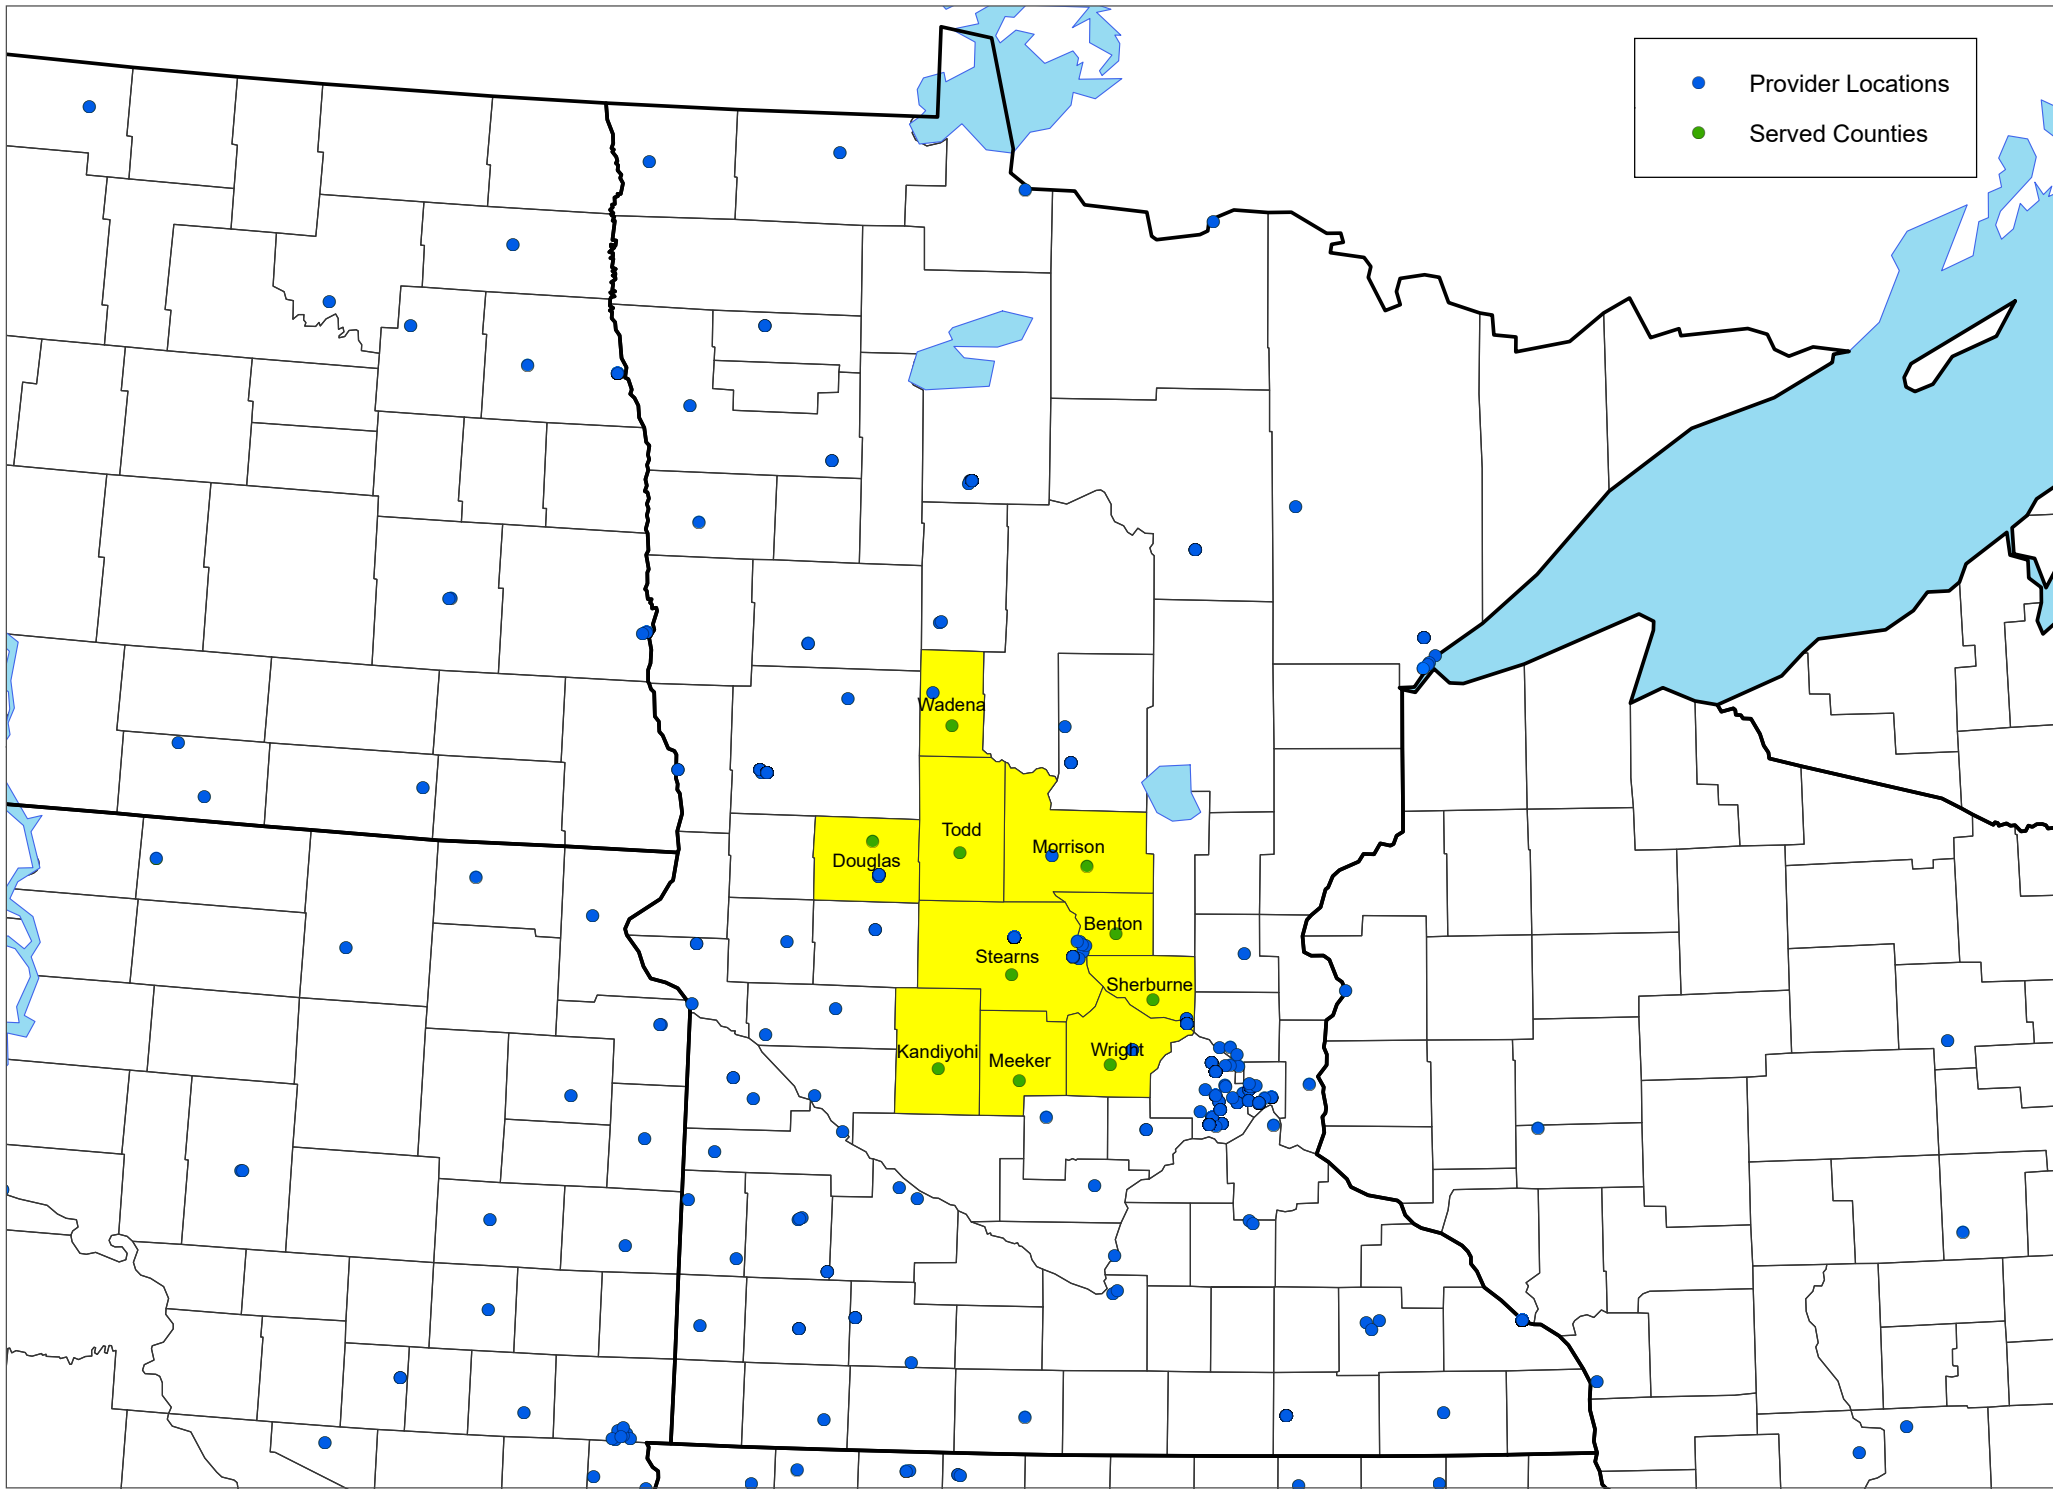 Provider Locations
Served Counties
Wadena
Todd
Morrison
Douglas
Benton
Stearns
Sherburne
Kandiyohi
Meeker
Wright